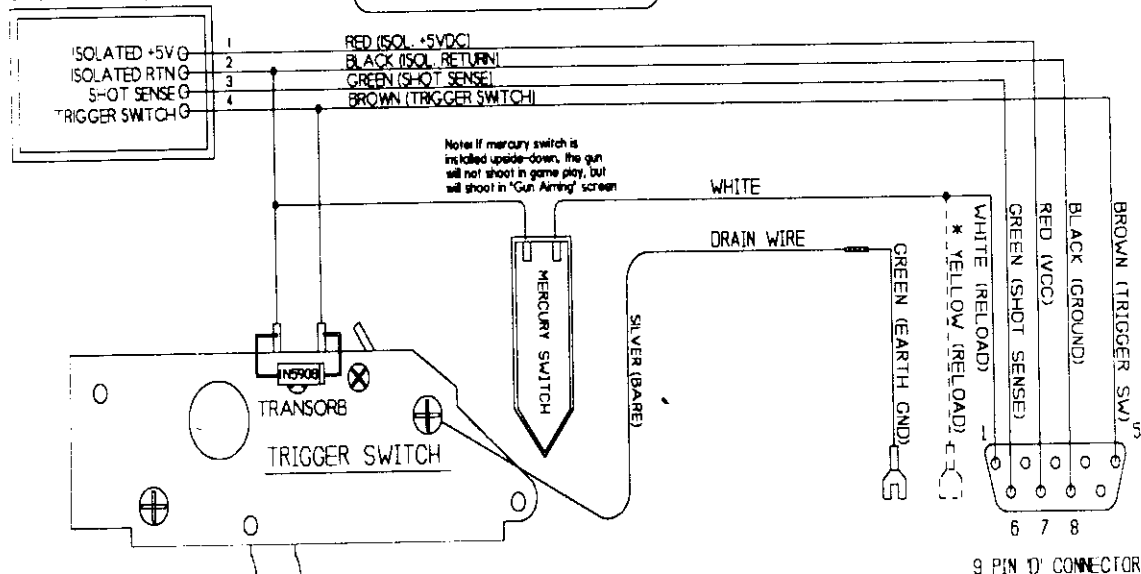 ISOLATED +5V
ISOLATED RTN
SHOT SENSE
TRIGGER SWITCH
1
2
3
4
RED (ISOL. +5VDC)
BLACK (ISOL. RETURN)
GREEN (SHOT SENSE)
BROWN (TRIGGER SWITCH)
Note: If mercury switch is
installed upside-down, the gun
will not shoot in game play, but
will shoot in "Gun Aiming" screen
WHITE
DRAIN WIRE
MERCURY SWITCH
SILVER (BARE)
GREEN (EARTH GND)
* YELLOW (RELOAD)
WHITE (RELOAD)
GREEN (SHOT SENSE)
RED (VCC)
BLACK (GROUND)
BROWN (TRIGGER SW)
1N5908
TRANSORB
TRIGGER SWITCH
1
5
6 7 8
9 PIN 'D' CONNECTOR